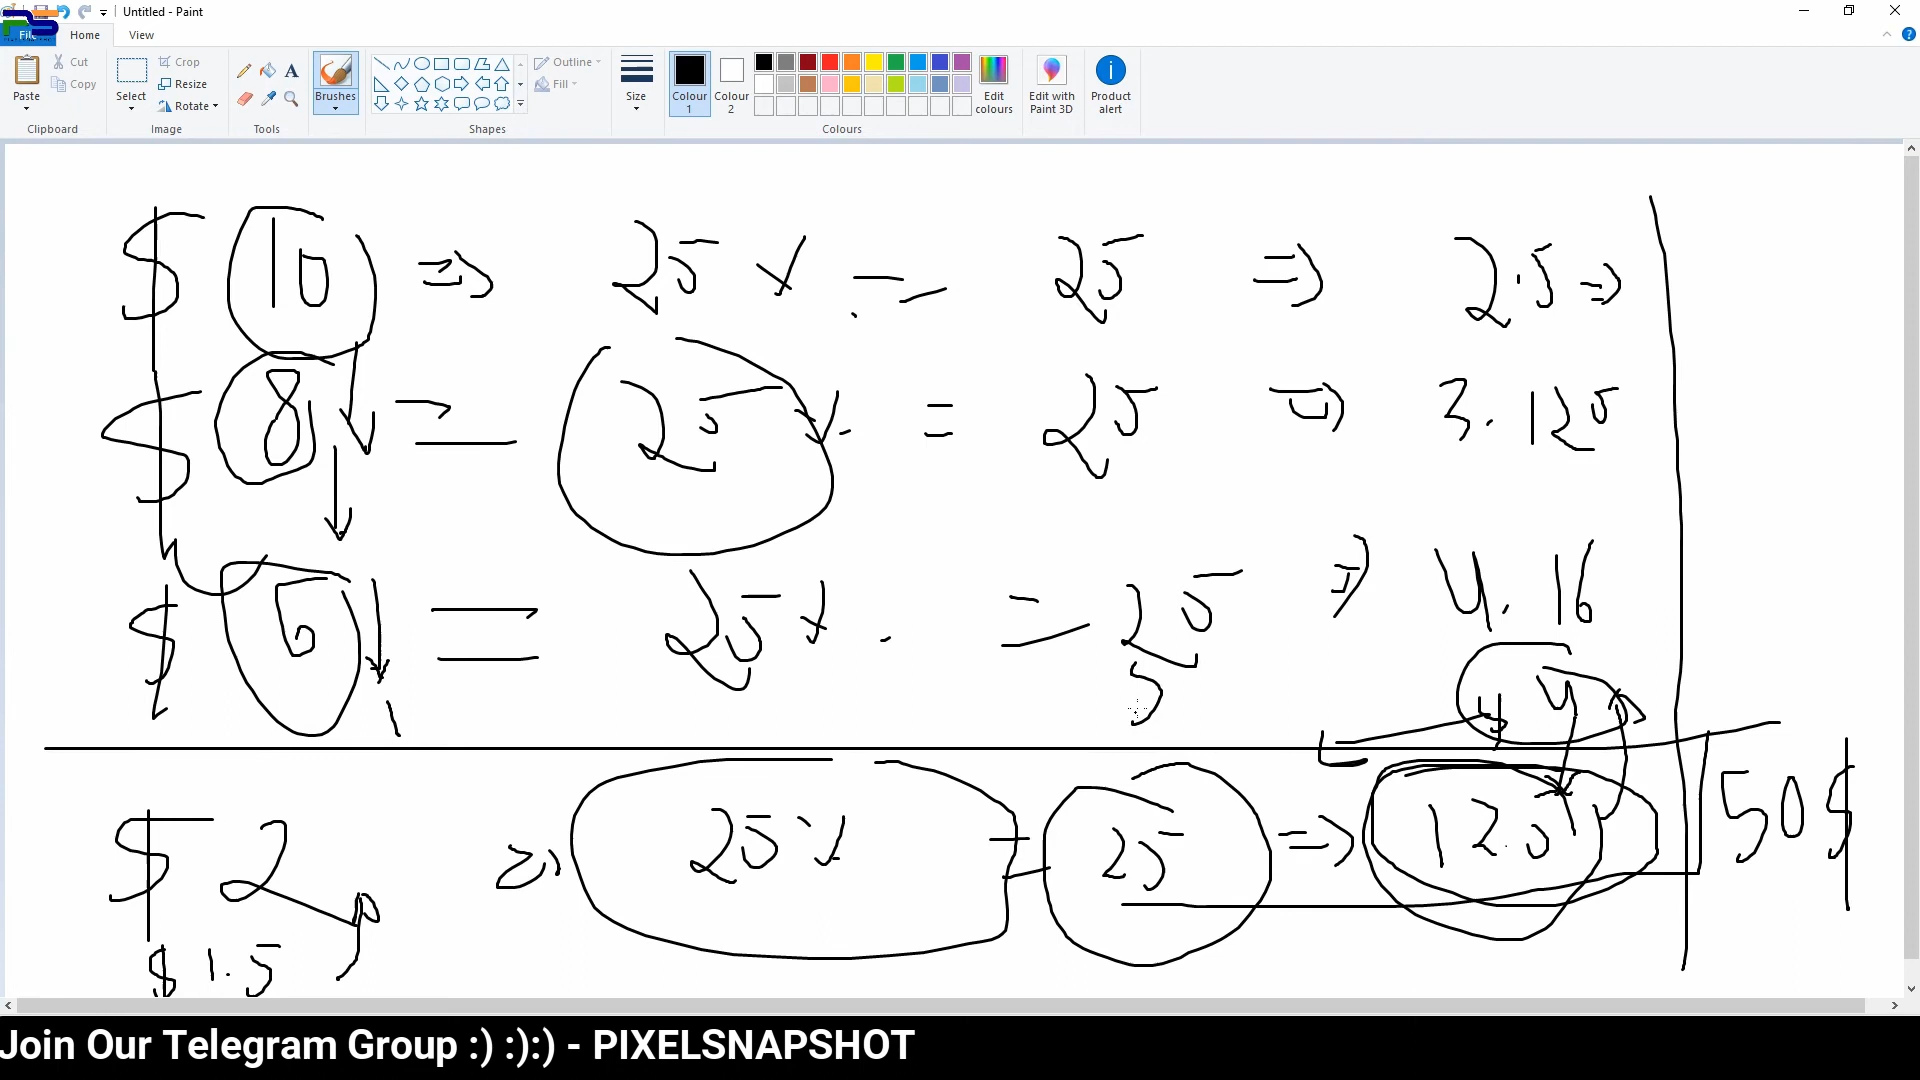 Untitled - Paint
File Home View
Paste
Cut
Copy
Clipboard
Select
Crop
Resize
Rotate
Image
Tools
Brushes
Shapes
Outline
Fill
Size
Colour 1
Colour 2
Colours
Edit colours
Edit with Paint 3D
Product alert
$ 10 => 25 % = 25 => 2.5 =>
$ 8 = 25 % = 25 => 3.125
$ 6 = 25 % = 25 => 4.16
5
$ 2 => 25 % = 25 => 12.5 50 $
$ 1.5
Join Our Telegram Group :) :):) - PIXELSNAPSHOT